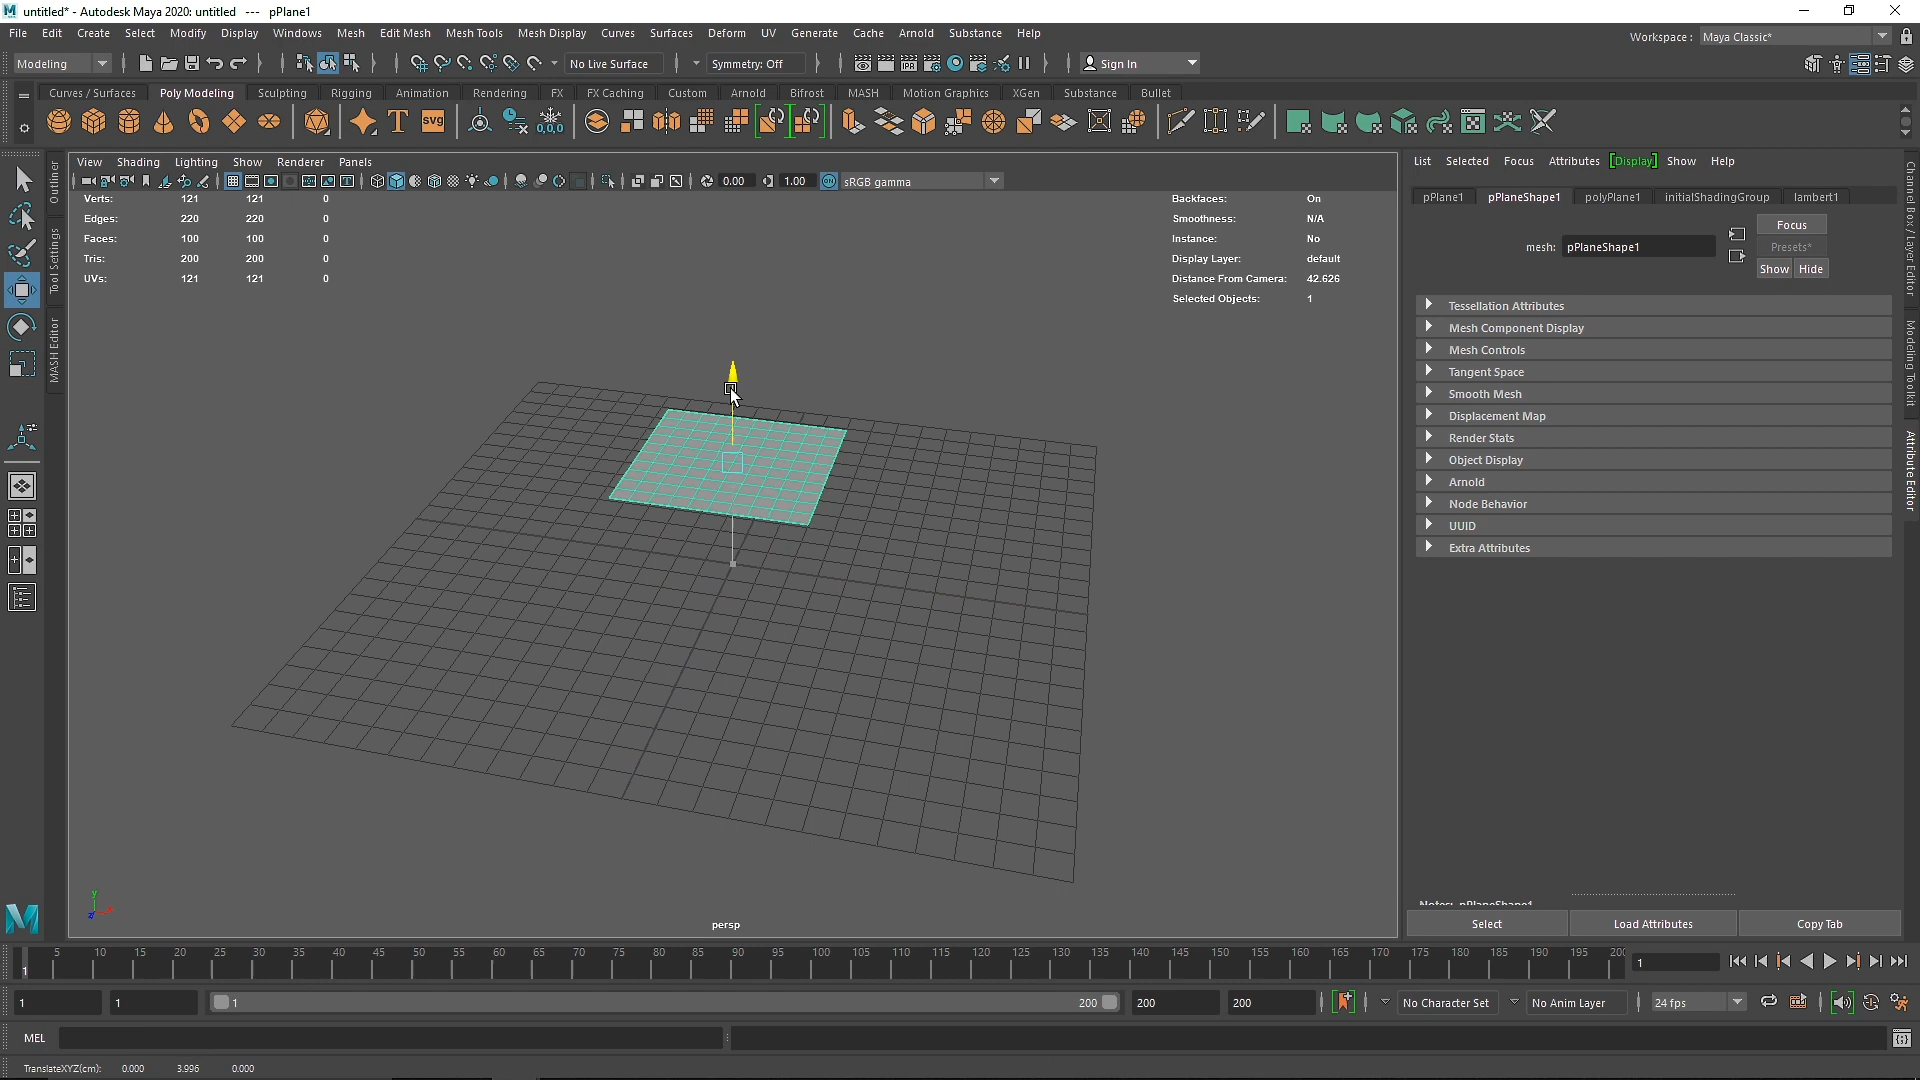 untitled* - Autodesk Maya 2020: untitled --- pPlane1
File Edit Create Select Modify Display Windows Mesh Edit Mesh Mesh Tools Mesh Display Curves Surfaces Deform UV Generate Cache Arnold Substance Help
Workspace : Maya Classic*
Modeling No Live Surface Symmetry: Off Sign In
Curves / Surfaces Poly Modeling Sculpting Rigging Animation Rendering FX FX Caching Custom Arnold Bifrost MASH Motion Graphics XGen Substance Bullet
T svg 0,0,0
View Shading Lighting Show Renderer Panels
0.00 1.00 ON sRGB gamma
Verts: 121 121 0
Edges: 220 220 0
Faces: 100 100 0
Tris: 200 200 0
UVs: 121 121 0
Backfaces: On
Smoothness: N/A
Instance: No
Display Layer: default
Distance From Camera: 42.626
Selected Objects: 1
Outliner
Tool Settings
MASH Editor
y
z
persp
List Selected Focus Attributes [Display] Show Help
pPlane1 pPlaneShape1 polyPlane1 initialShadingGroup lambert1
mesh: pPlaneShape1
Focus
Presets*
Show Hide
Tessellation Attributes
Mesh Component Display
Mesh Controls
Tangent Space
Smooth Mesh
Displacement Map
Render Stats
Object Display
Arnold
Node Behavior
UUID
Extra Attributes
Notes: pPlaneShape1
Select Load Attributes Copy Tab
Channel Box / Layer Editor
Modeling Toolkit
Attribute Editor
1 5 10 15 20 25 30 35 40 45 50 55 60 65 70 75 80 85 90 95 100 105 110 115 120 125 130 135 140 145 150 155 160 165 170 175 180 185 190 195 200 1
1 1 1 200 200 200 No Character Set No Anim Layer 24 fps
MEL
TranslateXYZ(cm): 0.000 3.996 0.000